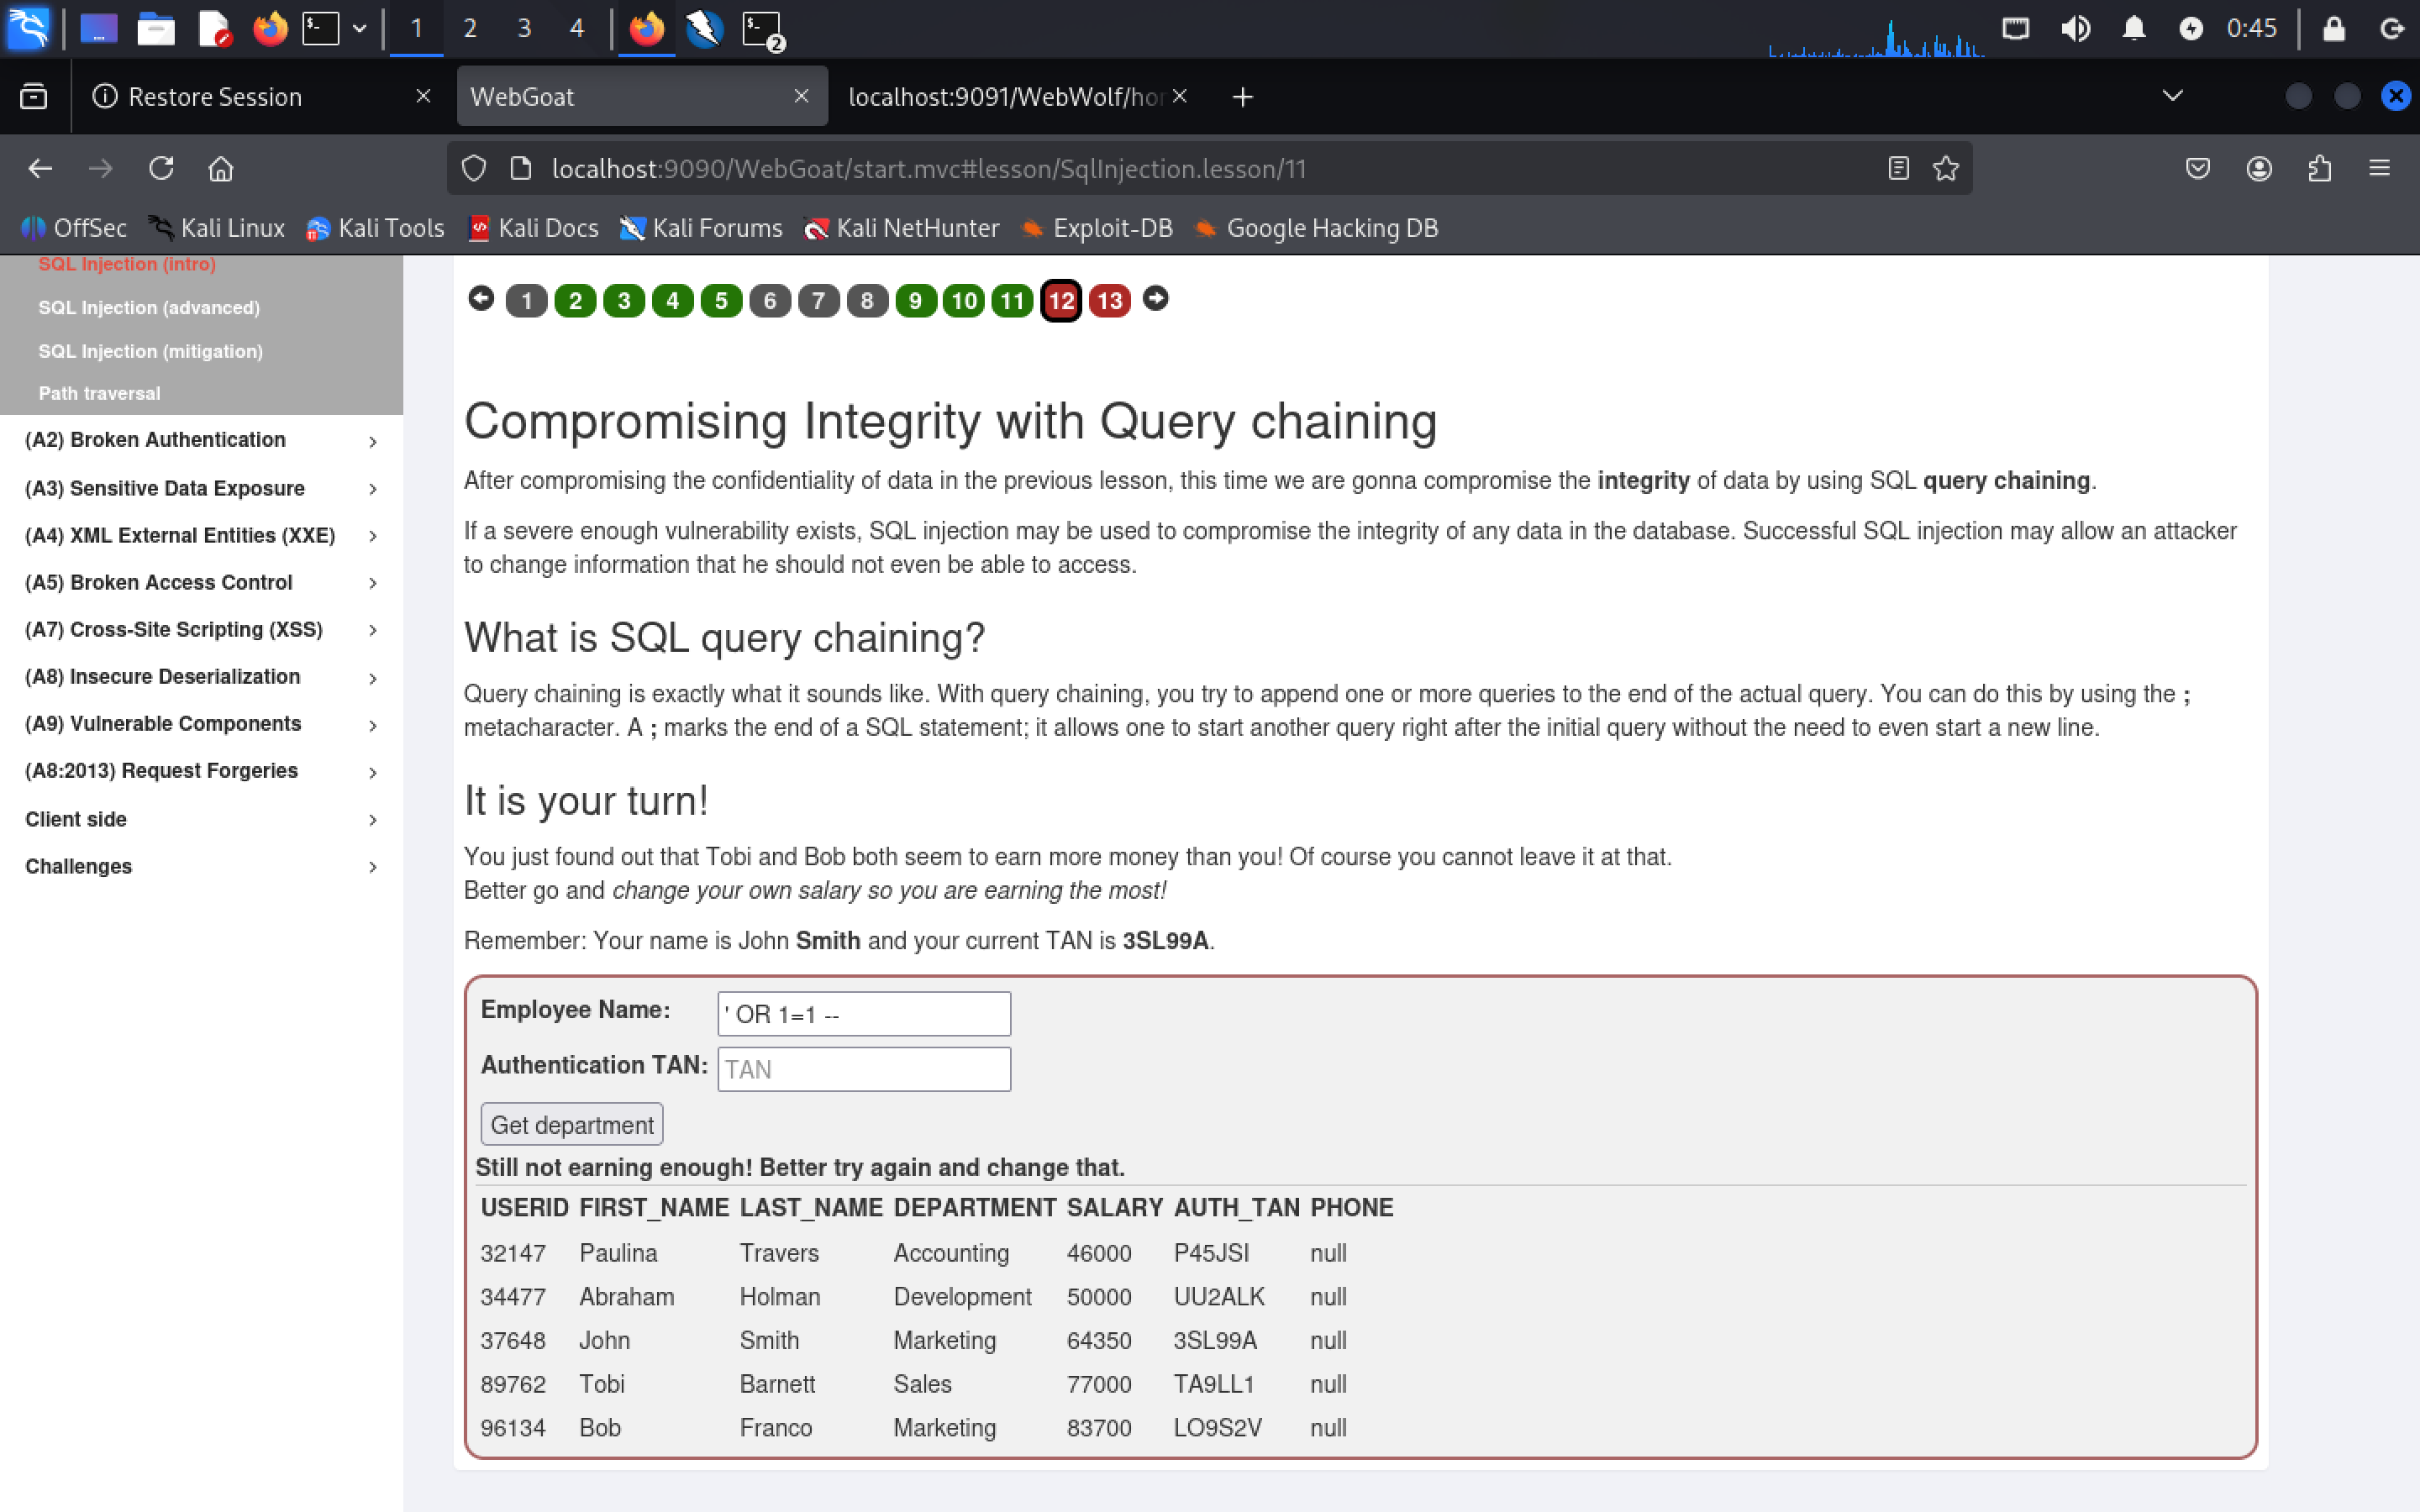 1 2 3 4 $- 2 0:45
Restore Session WebGoat localhost:9091/WebWolf/hor
localhost:9090/WebGoat/start.mvc#lesson/SqlInjection.lesson/11
OffSec Kali Linux Kali Tools Kali Docs Kali Forums Kali NetHunter Exploit-DB Google Hacking DB
SQL Injection (intro)
SQL Injection (advanced)
SQL Injection (mitigation)
Path traversal
(A2) Broken Authentication
(A3) Sensitive Data Exposure
(A4) XML External Entities (XXE)
(A5) Broken Access Control
(A7) Cross-Site Scripting (XSS)
(A8) Insecure Deserialization
(A9) Vulnerable Components
(A8:2013) Request Forgeries
Client side
Challenges
1 2 3 4 5 6 7 8 9 10 11 12 13
Compromising Integrity with Query chaining
After compromising the confidentiality of data in the previous lesson, this time we are gonna compromise the integrity of data by using SQL query chaining.
If a severe enough vulnerability exists, SQL injection may be used to compromise the integrity of any data in the database. Successful SQL injection may allow an attacker
to change information that he should not even be able to access.
What is SQL query chaining?
Query chaining is exactly what it sounds like. With query chaining, you try to append one or more queries to the end of the actual query. You can do this by using the ;
metacharacter. A ; marks the end of a SQL statement; it allows one to start another query right after the initial query without the need to even start a new line.
It is your turn!
You just found out that Tobi and Bob both seem to earn more money than you! Of course you cannot leave it at that.
Better go and change your own salary so you are earning the most!
Remember: Your name is John Smith and your current TAN is 3SL99A.
Employee Name: ' OR 1=1 --
Authentication TAN: TAN
Get department
Still not earning enough! Better try again and change that.
USERID FIRST_NAME LAST_NAME DEPARTMENT SALARY AUTH_TAN PHONE
32147 Paulina Travers Accounting 46000 P45JSI null
34477 Abraham Holman Development 50000 UU2ALK null
37648 John Smith Marketing 64350 3SL99A null
89762 Tobi Barnett Sales 77000 TA9LL1 null
96134 Bob Franco Marketing 83700 LO9S2V null